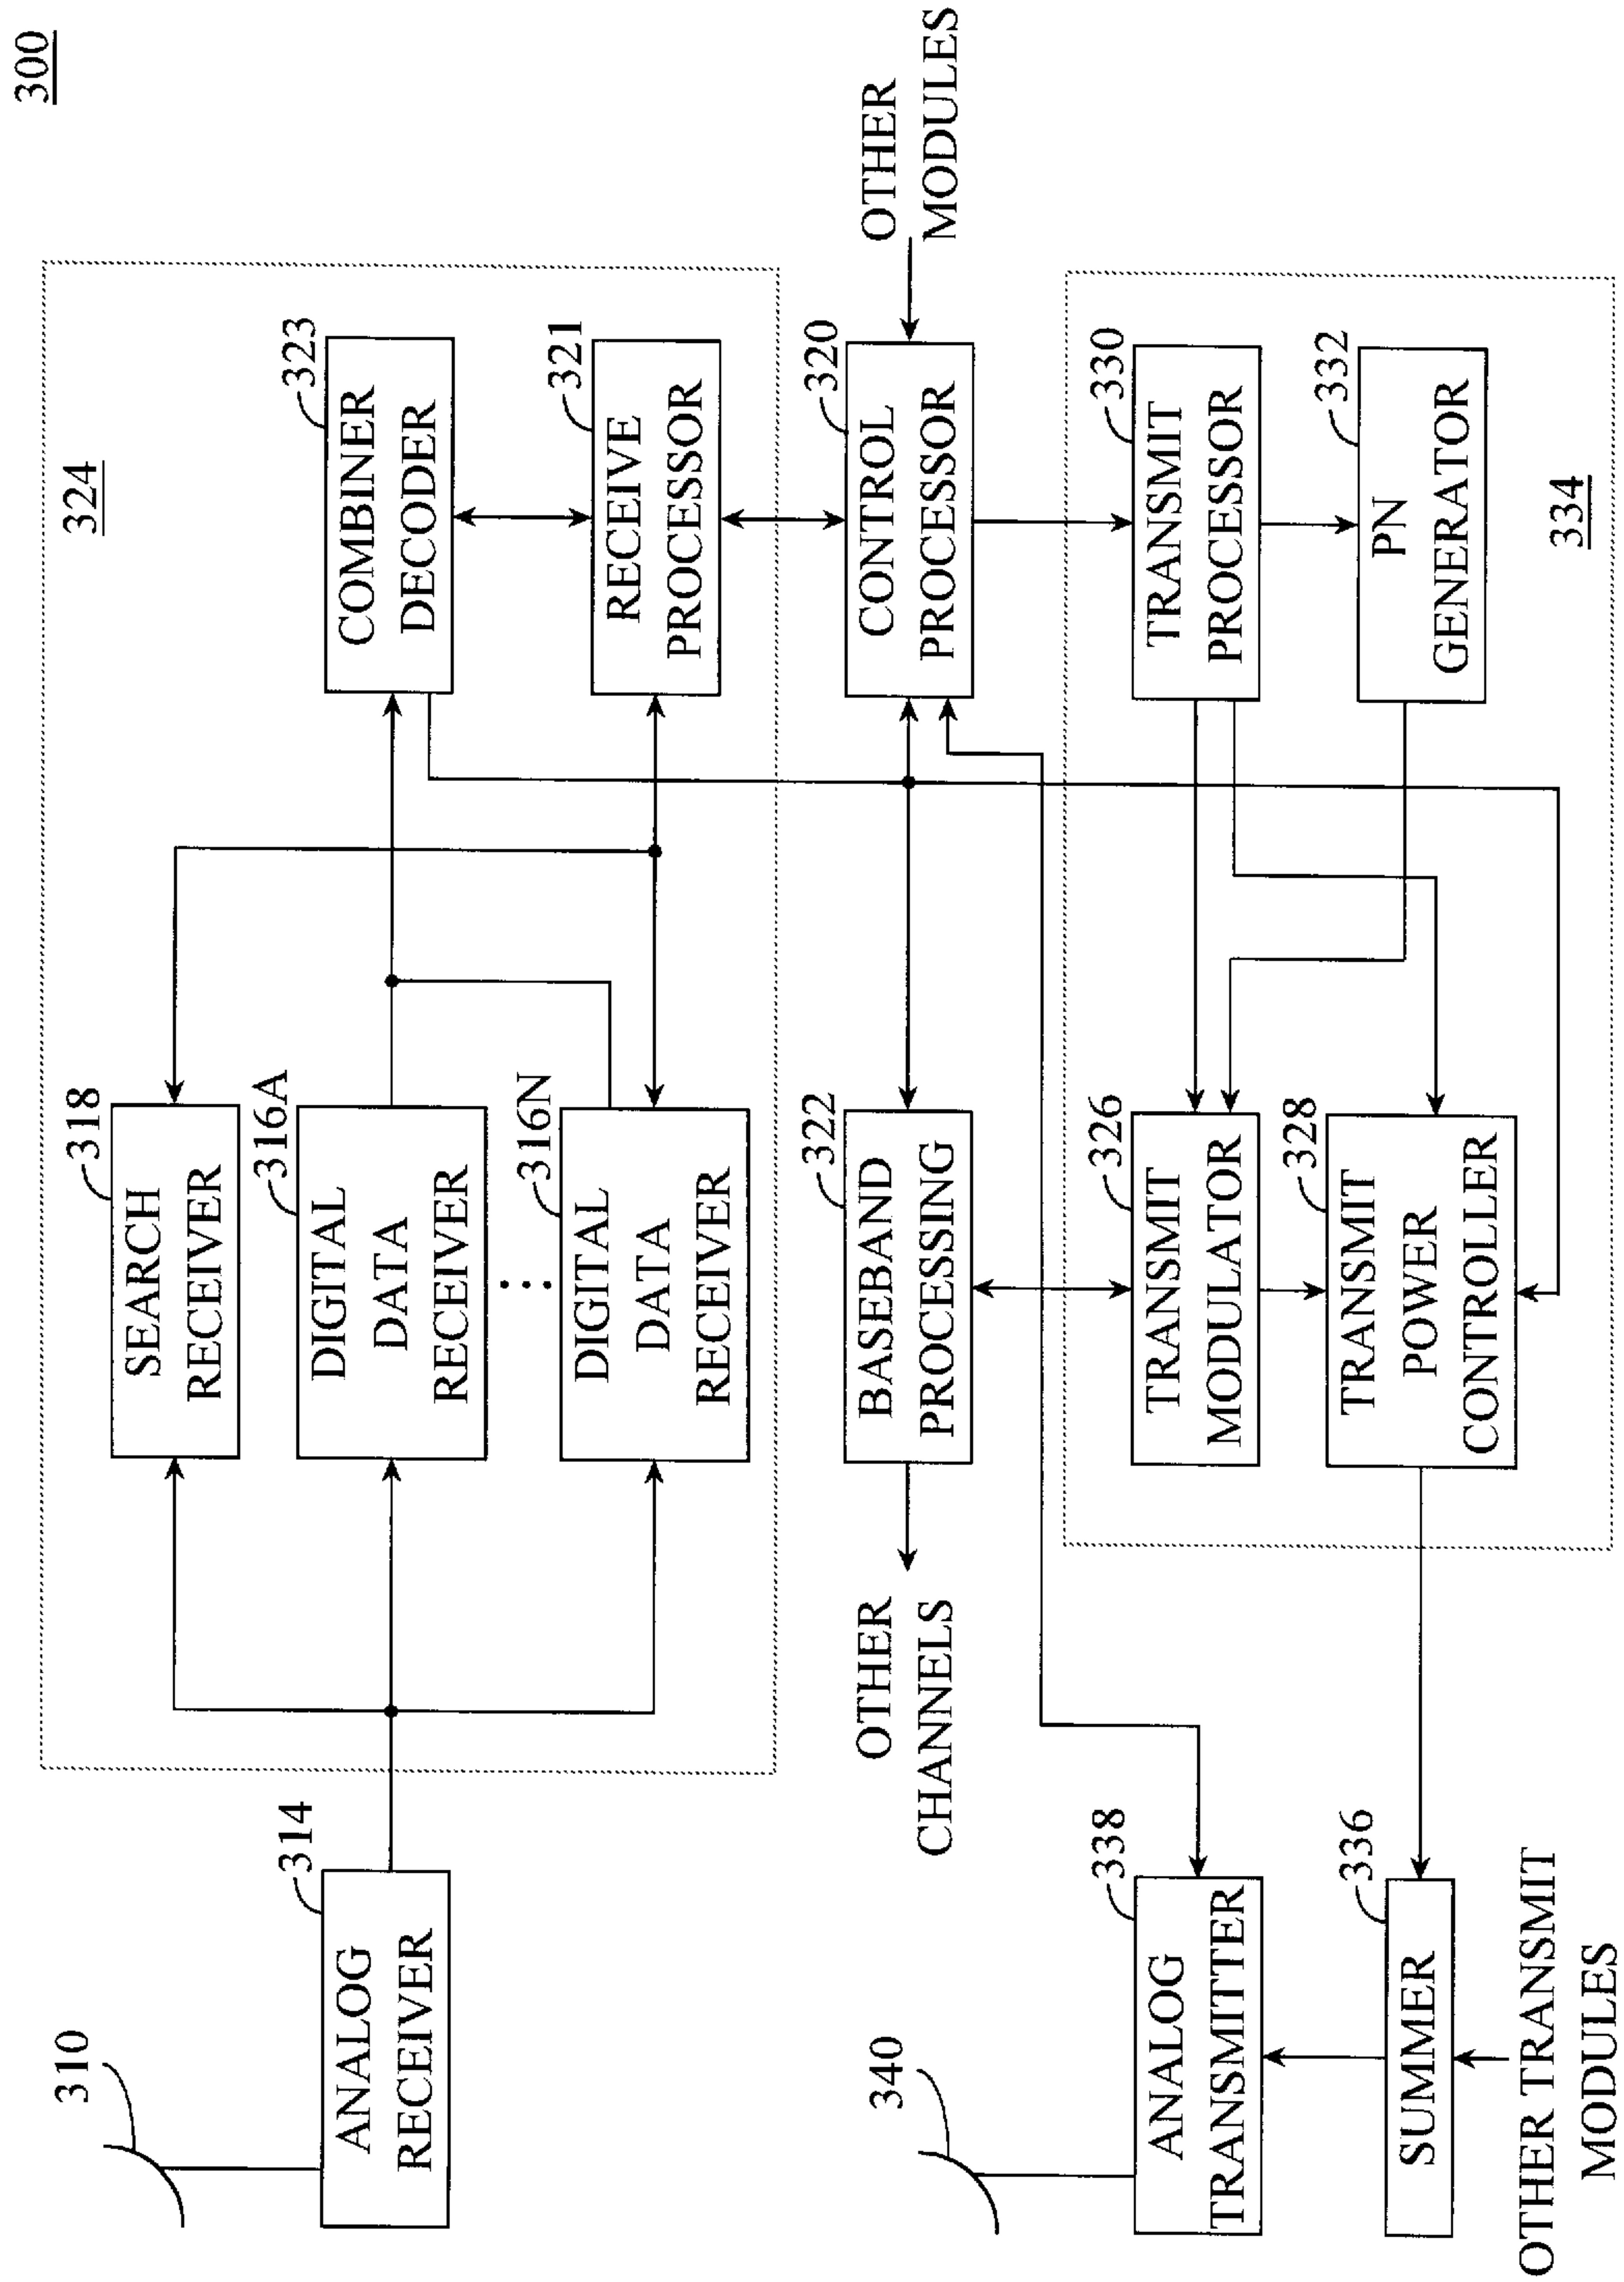 300
324
310
314
ANALOG
RECEIVER
318
SEARCH
RECEIVER
316A
DIGITAL
DATA
RECEIVER
316N
DIGITAL
DATA
RECEIVER
323
COMBINER
DECODER
321
RECEIVE
PROCESSOR
OTHER
CHANNELS
322
BASEBAND
PROCESSING
320
CONTROL
PROCESSOR
OTHER
MODULES
340
338
ANALOG
TRANSMITTER
336
SUMMER
OTHER TRANSMIT
MODULES
326
TRANSMIT
MODULATOR
328
TRANSMIT
POWER
CONTROLLER
330
TRANSMIT
PROCESSOR
332
PN
GENERATOR
334